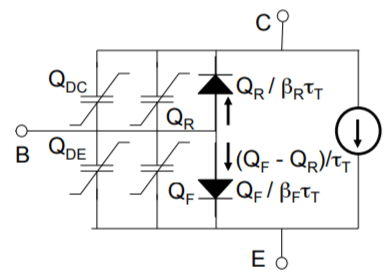 C
Q_DC
Q_R / β_Rτ_T
Q_R
B
Q_DE
(Q_F - Q_R)/τ_T
Q_F
Q_F / β_Fτ_T
E